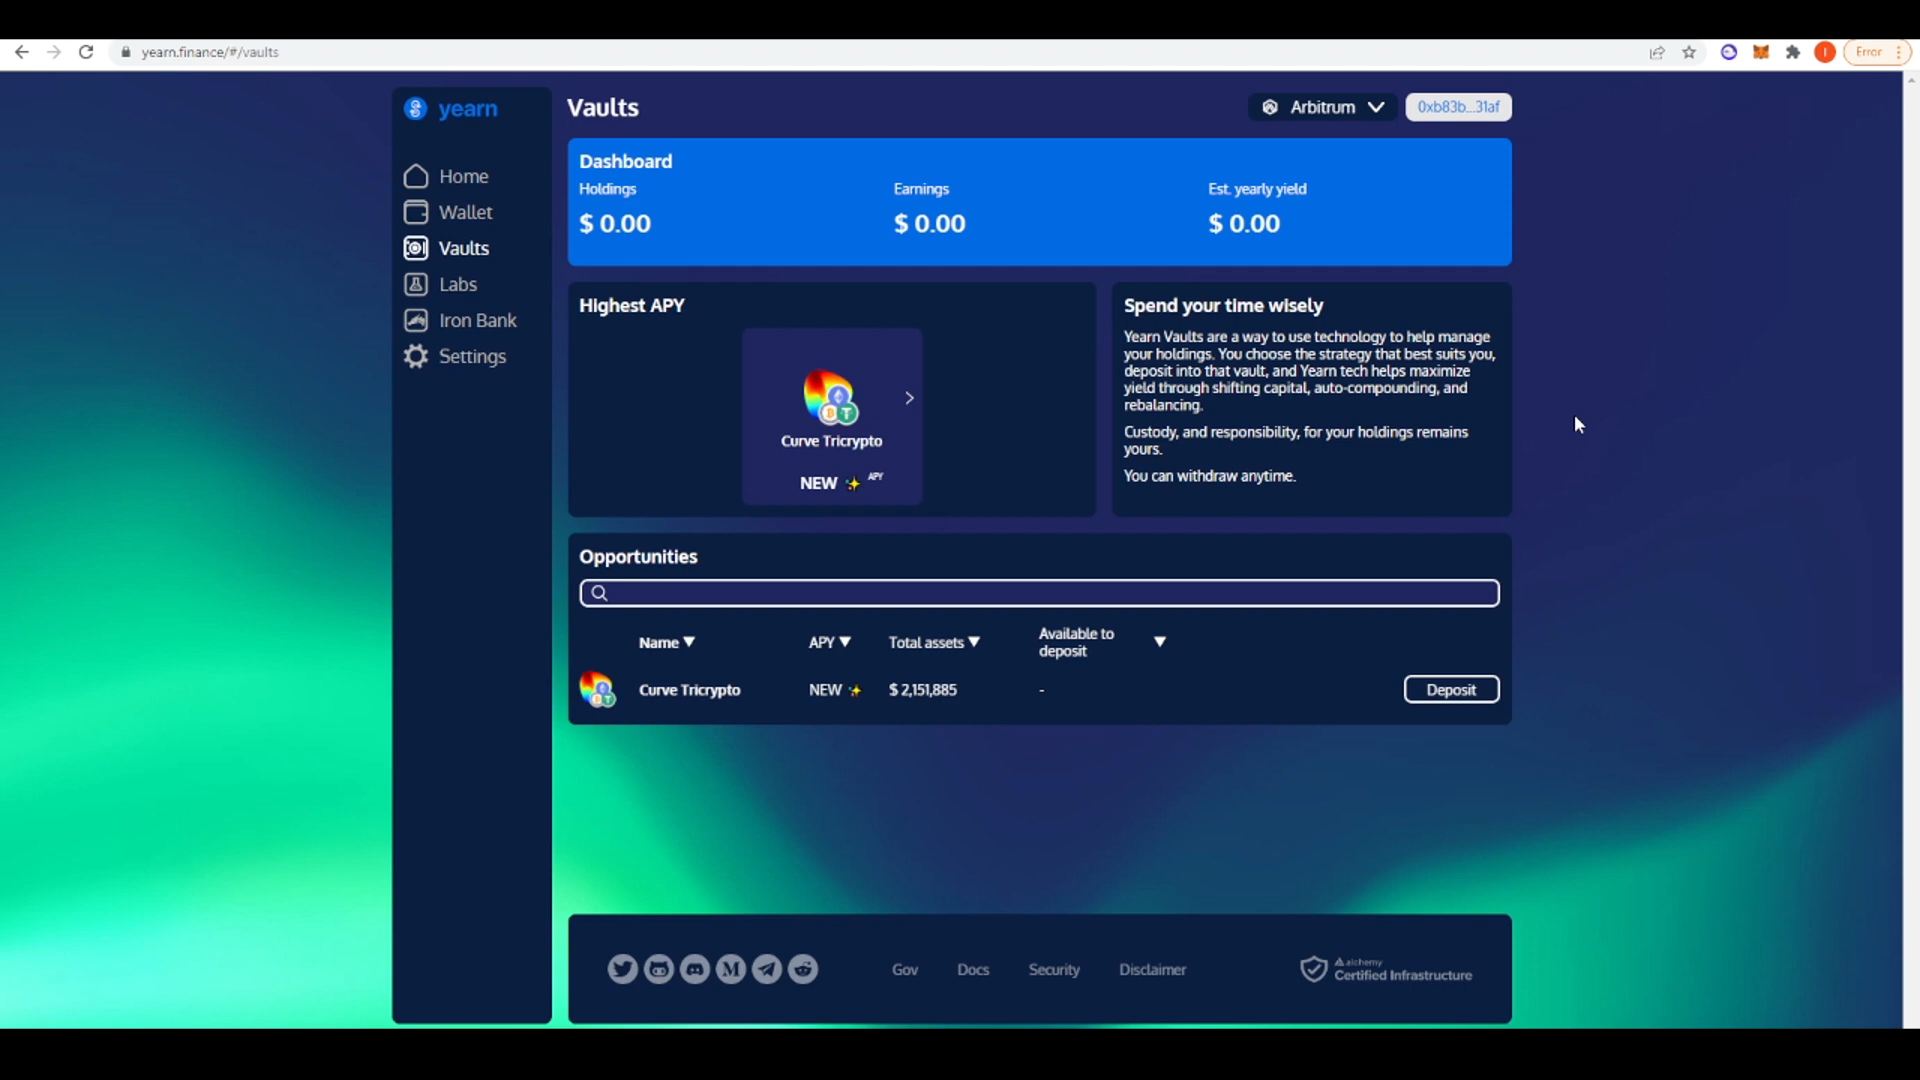 yearn.finance/#/vaults
Error
yearn
Home
Wallet
Vaults
Labs
Iron Bank
Settings
Vaults
Arbitrum
0xb83b...31af
Dashboard
Holdings
Earnings
Est. yearly yield
$ 0.00
$ 0.00
$ 0.00
Highest APY
Curve Tricrypto
NEW ✨ APY
Spend your time wisely
Yearn Vaults are a way to use technology to help manage
your holdings. You choose the strategy that best suits you,
deposit into that vault, and Yearn tech helps maximize
yield through shifting capital, auto-compounding, and
rebalancing.
Custody, and responsibility, for your holdings remains
yours.
You can withdraw anytime.
Opportunities
Name
APY
Total assets
Available to
deposit
Curve Tricrypto
NEW ✨
$ 2,151,885
-
Deposit
Gov
Docs
Security
Disclaimer
alchemy
Certified Infrastructure